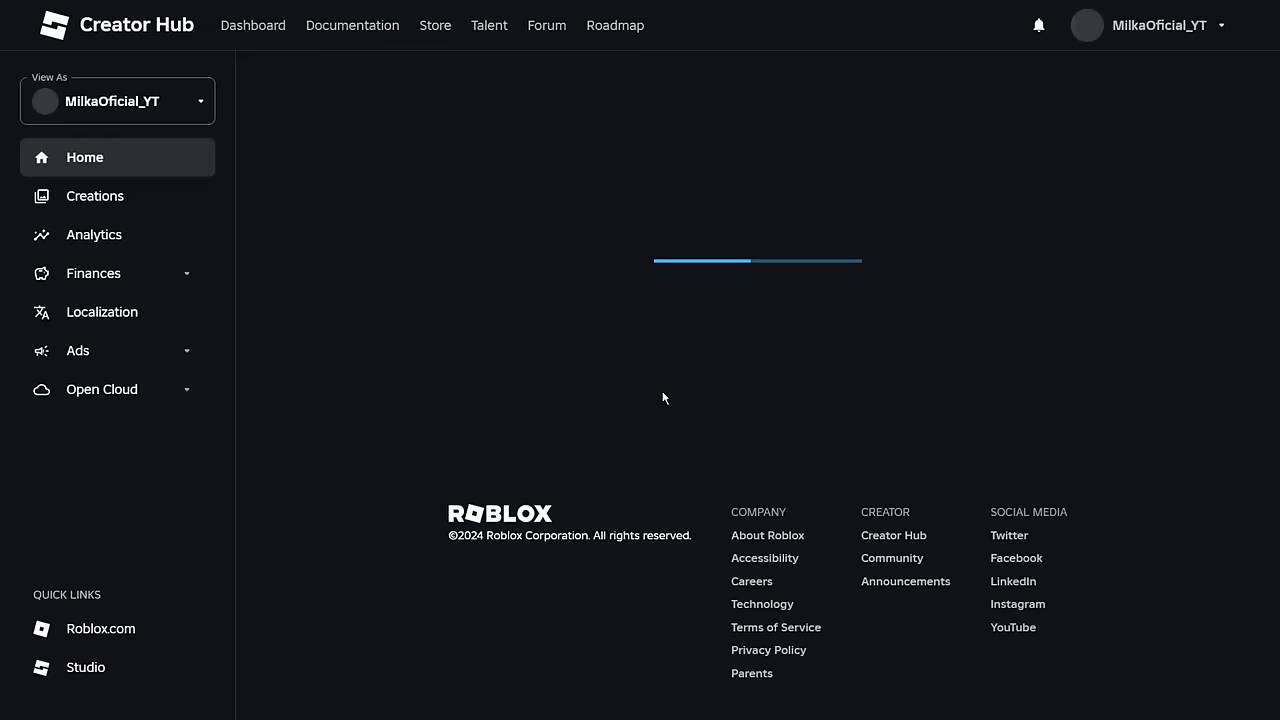 Creator Hub
Dashboard
Documentation
Store
Talent
Forum
Roadmap
MilkaOficial_YT
View As
MilkaOficial_YT
Home
Creations
Analytics
Finances
Localization
Ads
Open Cloud
QUICK LINKS
Roblox.com
Studio
ROBLOX
©2024 Roblox Corporation. All rights reserved.
COMPANY
About Roblox
Accessibility
Careers
Technology
Terms of Service
Privacy Policy
Parents
CREATOR
Creator Hub
Community
Announcements
SOCIAL MEDIA
Twitter
Facebook
LinkedIn
Instagram
YouTube